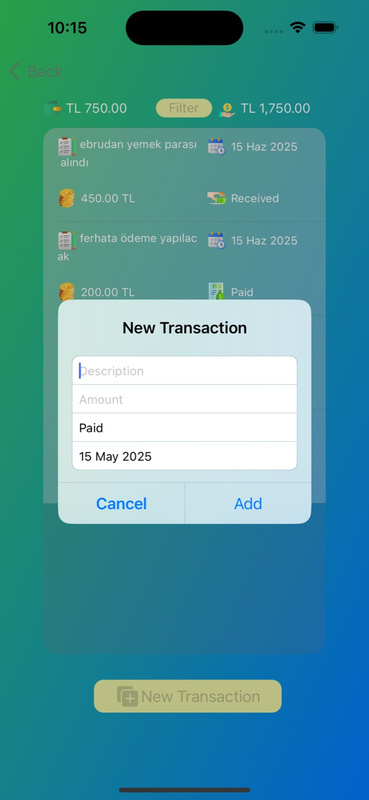 10:15
Back
TL 750.00
Filter
TL 1,750.00
ebrudan yemek parası
alındı
15 Haz 2025
450.00 TL
Received
ferhata ödeme yapılac
ak
15 Haz 2025
200.00 TL
Paid
New Transaction
Description
Amount
Paid
15 May 2025
Cancel
Add
New Transaction